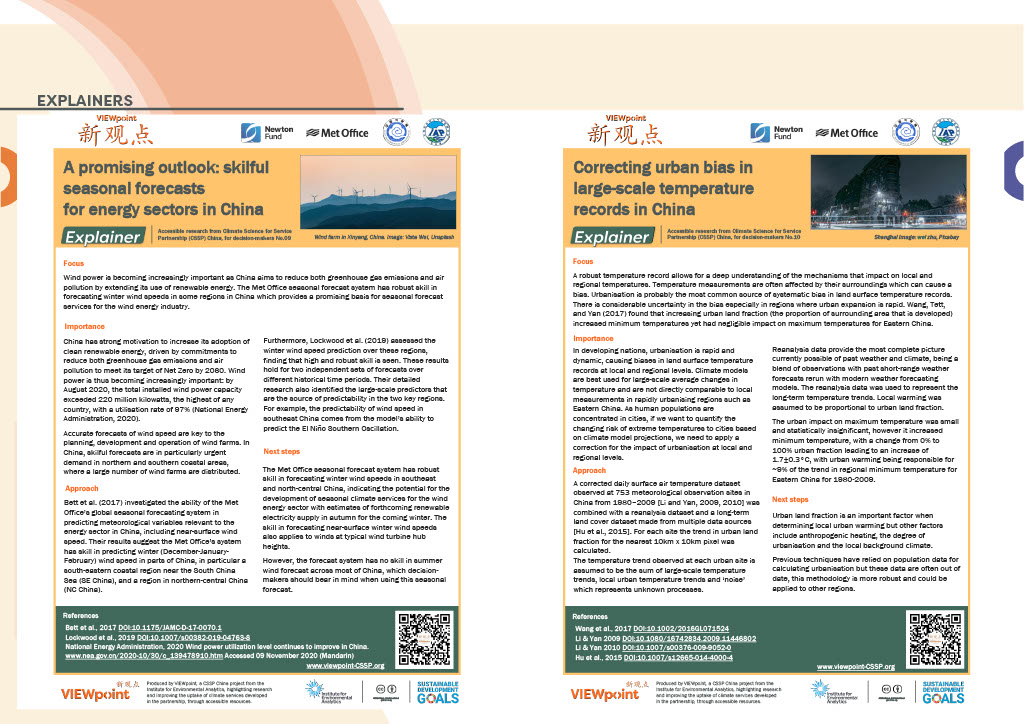 EXPLAINERS
VIEWpoint
新观点
Newton
Fund
Met Office
IAP
A promising outlook: skilful
seasonal forecasts
for energy sectors in China
Explainer
Accessible research from Climate Science for Service
Partnership (CSSP) China, for decision-makers No.09
Wind farm in Xinyang, China. Image: Vista Wei, Unsplash
Focus
Wind power is becoming increasingly important as China aims to reduce both greenhouse gas emissions and air
pollution by extending its use of renewable energy. The Met Office seasonal forecast system has robust skill in
forecasting winter wind speeds in some regions in China which provides a promising basis for seasonal forecast
services for the wind energy industry.
Importance
China has strong motivation to increase its adoption of
clean renewable energy, driven by commitments to
reduce both greenhouse gas emissions and air
pollution to meet its target of Net Zero by 2060. Wind
power is thus becoming increasingly important: by
August 2020, the total installed wind power capacity
exceeded 220 million kilowatts, the highest of any
country, with a utilisation rate of 97% (National Energy
Administration, 2020).
Accurate forecasts of wind speed are key to the
planning, development and operation of wind farms. In
China, skilful forecasts are in particularly urgent
demand in northern and southern coastal areas,
where a large number of wind farms are distributed.
Approach
Bett et al. (2017) investigated the ability of the Met
Office's global seasonal forecasting system in
predicting meteorological variables relevant to the
energy sector in China, including near-surface wind
speed. Their results suggest the Met Office's system
has skill in predicting winter (December-January-
February) wind speed in parts of China, in particular a
south-eastern coastal region near the South China
Sea (SE China), and a region in northern-central China
(NC China).
Furthermore, Lockwood et al. (2019) assessed the
winter wind speed prediction over these regions,
finding that high and robust skill is seen. These results
hold for two independent sets of forecasts over
different historical time periods. Their detailed
research also identified the large-scale predictors that
are the source of predictability in the two key regions.
For example, the predictability of wind speed in
southeast China comes from the model's ability to
predict the El Niño Southern Oscillation.
Next steps
The Met Office seasonal forecast system has robust
skill in forecasting winter wind speeds in southeast
and north-central China, indicating the potential for the
development of seasonal climate services for the wind
energy sector with estimates of forthcoming renewable
electricity supply in autumn for the coming winter. The
skill in forecasting near-surface winter wind speeds
also applies to winds at typical wind turbine hub
heights.
However, the forecast system has no skill in summer
wind forecast across most of China, which decision-
makers should bear in mind when using this seasonal
forecast.
References
Bett et al., 2017 DOI:10.1175/JAMC-D-17-0070.1
Lockwood et al., 2019 DOI:10.1007/s00382-019-04763-8
National Energy Administration, 2020 Wind power utilization level continues to improve in China.
www.nea.gov.cn/2020-10/30/c_139478910.htm Accessed 09 November 2020 (Mandarin)
www.viewpoint-CSSP.org
新观点
VIEWpoint
Produced by VIEWpoint, a CSSP China project from the
Institute for Environmental Analytics, highlighting research
and improving the uptake of climate services developed
in the partnership, through accessible resources.
Institute for
Environmental
Analytics
SUSTAINABLE
DEVELOPMENT
GOALS
VIEWpoint
新观点
Newton
Fund
Met Office
IAP
Correcting urban bias in
large-scale temperature
records in China
Explainer
Accessible research from Climate Science for Service
Partnership (CSSP) China, for decision-makers No.10
Shanghai Image: wei zhu, Pixabay
Focus
A robust temperature record allows for a deep understanding of the mechanisms that impact on local and
regional temperatures. Temperature measurements are often affected by their surroundings which can cause a
bias. Urbanisation is probably the most common source of systematic bias in land surface temperature records.
There is considerable uncertainty in the bias especially in regions where urban expansion is rapid. Wang, Tett,
and Yan (2017) found that increasing urban land fraction (the proportion of surrounding area that is developed)
increased minimum temperatures yet had negligible impact on maximum temperatures for Eastern China.
Importance
In developing nations, urbanisation is rapid and
dynamic, causing biases in land surface temperature
records at local and regional levels. Climate models
are best used for large-scale average changes in
temperature and are not directly comparable to local
measurements in rapidly urbanising regions such as
Eastern China. As human populations are
concentrated in cities, if we want to quantify the
changing risk of extreme temperatures to cities based
on climate model projections, we need to apply a
correction for the impact of urbanisation at local and
regional levels.
Approach
A corrected daily surface air temperature dataset
observed at 753 meteorological observation sites in
China from 1980–2009 [Li and Yan, 2009, 2010] was
combined with a reanalysis dataset and a long-term
land cover dataset made from multiple data sources
[Hu et al., 2015]. For each site the trend in urban land
fraction for the nearest 10km x 10km pixel was
calculated.
The temperature trend observed at each urban site is
assumed to be the sum of large-scale temperature
trends, local urban temperature trends and 'noise'
which represents unknown processes.
Reanalysis data provide the most complete picture
currently possible of past weather and climate, being a
blend of observations with past short-range weather
forecasts rerun with modern weather forecasting
models. The reanalysis data was used to represent the
long-term temperature trends. Local warming was
assumed to be proportional to urban land fraction.
The urban impact on maximum temperature was small
and statistically insignificant, however it increased
minimum temperature, with a change from 0% to
100% urban fraction leading to an increase of
1.7±0.3°C, with urban warming being responsible for
~9% of the trend in regional minimum temperature for
Eastern China for 1980-2009.
Next steps
Urban land fraction is an important factor when
determining local urban warming but other factors
include anthropogenic heating, the degree of
urbanisation and the local background climate.
Previous techniques have relied on population data for
calculating urbanisation but these data are often out of
date, this methodology is more robust and could be
applied to other regions.
References
Wang et al., 2017 DOI:10.1002/2016GL071524
Li & Yan 2009 DOI:10.1080/16742834.2009.11446802
Li & Yan 2010 DOI:10.1007/s00376-009-9052-0
Hu et al. 2015 DOI:10.1007/s12665-014-4000-4
www.viewpoint-CSSP.org
新观点
VIEWpoint
Produced by VIEWpoint, a CSSP China project from the
Institute for Environmental Analytics, highlighting research
and improving the uptake of climate services developed
in the partnership, through accessible resources.
Institute for
Environmental
Analytics
SUSTAINABLE
DEVELOPMENT
GOALS